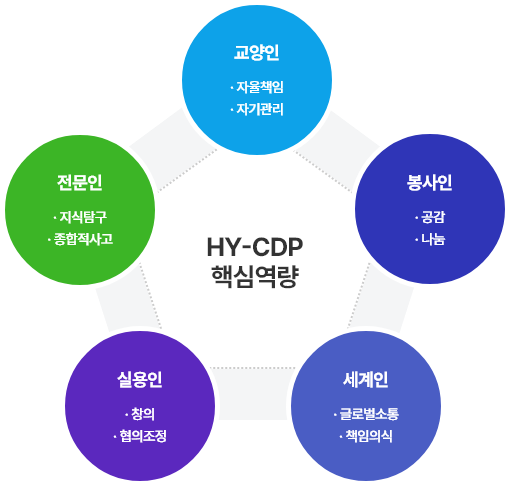 교양인
· 자율책임
· 자기관리
전문인
· 지식탐구
· 종합적사고
봉사인
· 공감
· 나눔
HY-CDP
핵심역량
실용인
· 창의
· 협의조정
세계인
· 글로벌소통
· 책임의식